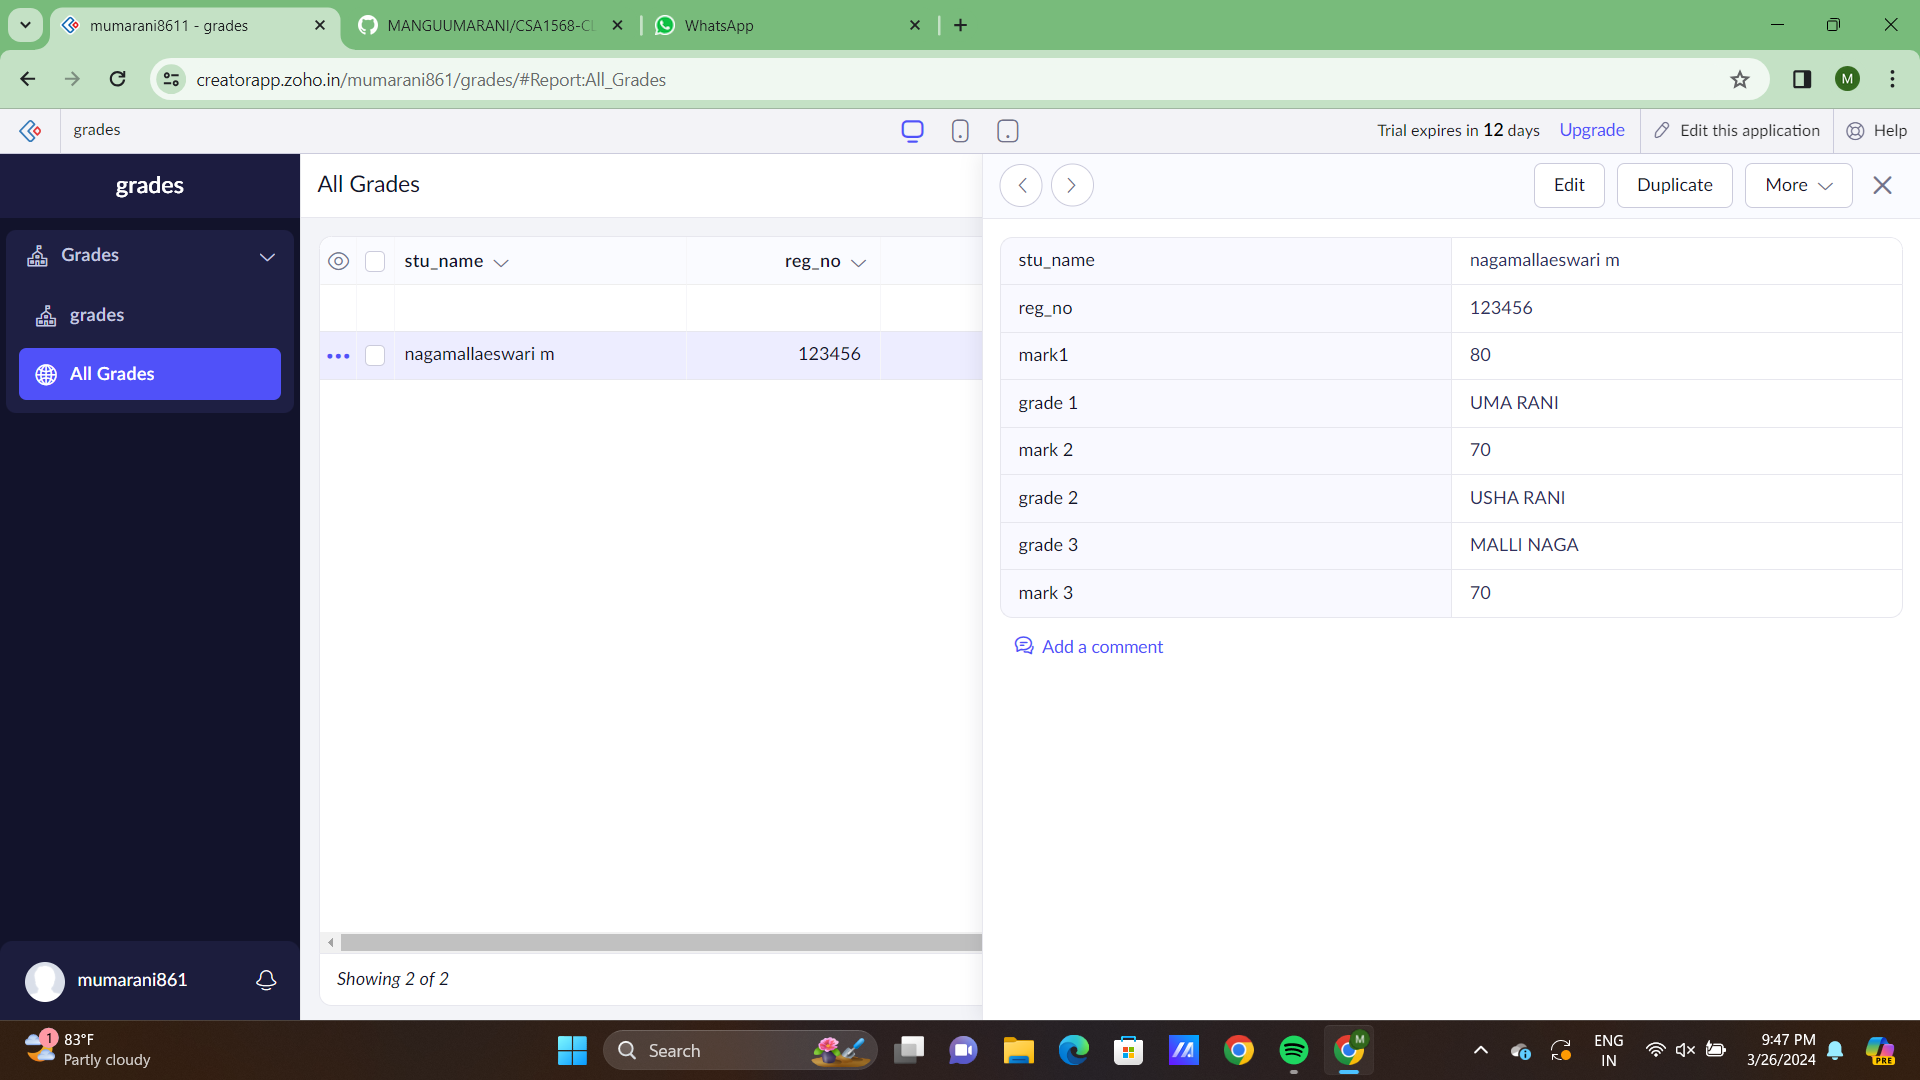 mumarani8611 - grades
MANGUUMARANI/CSA1568-CL
WhatsApp
creatorapp.zoho.in/mumarani861/grades/#Report:All_Grades
M
grades
Trial expires in 12 days
Upgrade
Edit this application
Help
grades
Grades
grades
All Grades
mumarani861
All Grades
stu_name reg_no
nagamallaeswari m 123456
Showing 2 of 2
Edit
Duplicate
More
stu_name nagamallaeswari m
reg_no 123456
mark1 80
grade 1 UMA RANI
mark 2 70
grade 2 USHA RANI
grade 3 MALLI NAGA
mark 3 70
Add a comment
1
83°F
Partly cloudy
Search
M
ENG
IN
9:47 PM
3/26/2024
PRE